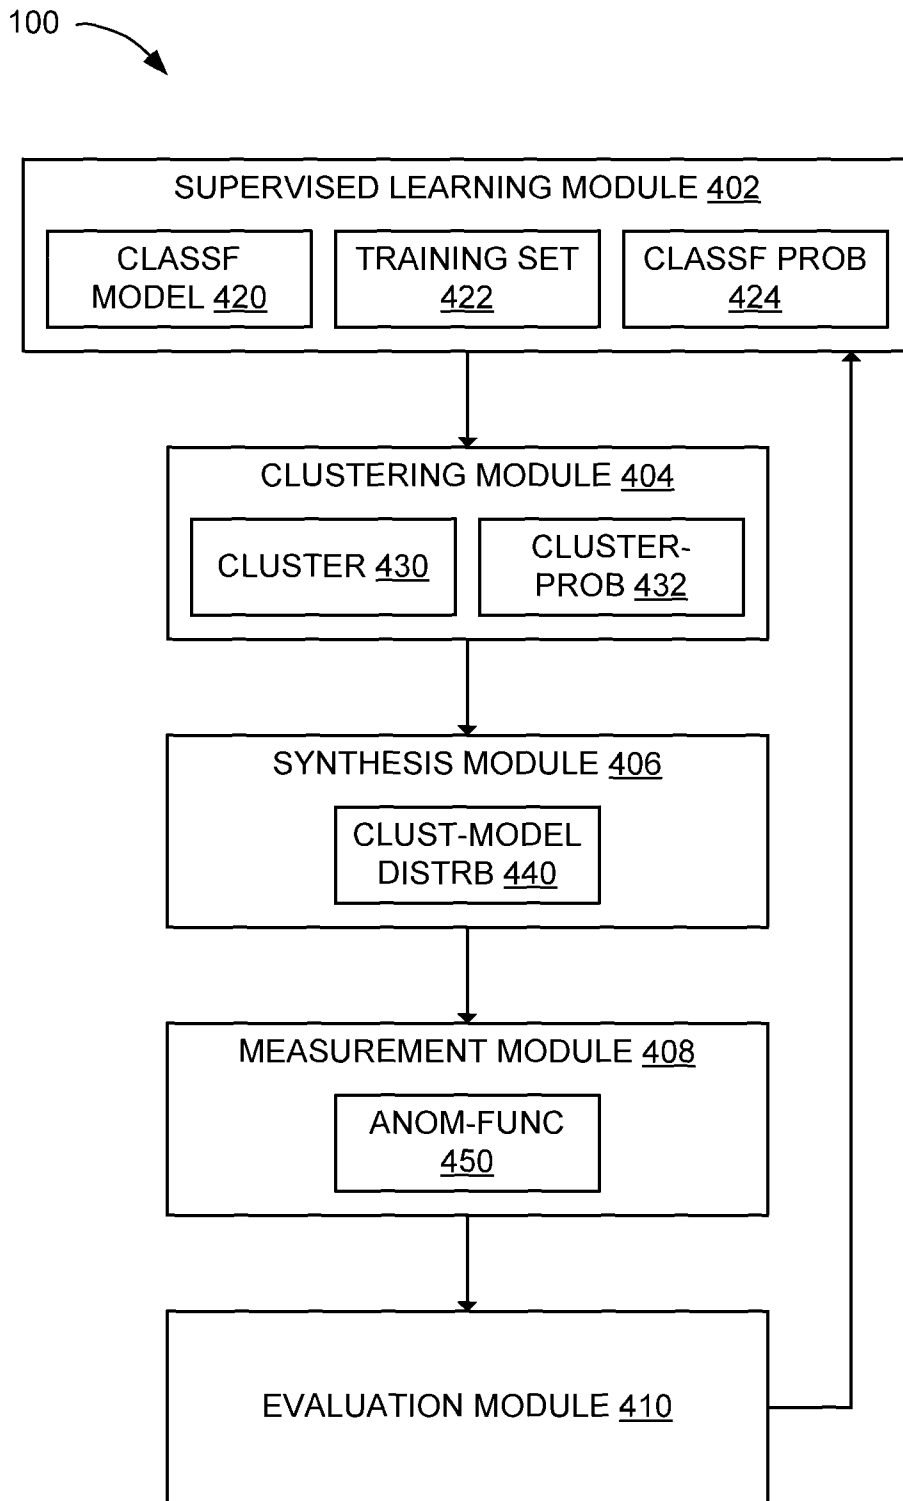 100
SUPERVISED LEARNING MODULE 402
CLASSF
MODEL 420
TRAINING SET
422
CLASSF PROB
424
CLUSTERING MODULE 404
CLUSTER 430
CLUSTER-
PROB 432
SYNTHESIS MODULE 406
CLUST-MODEL
DISTRB 440
MEASUREMENT MODULE 408
ANOM-FUNC
450
EVALUATION MODULE 410